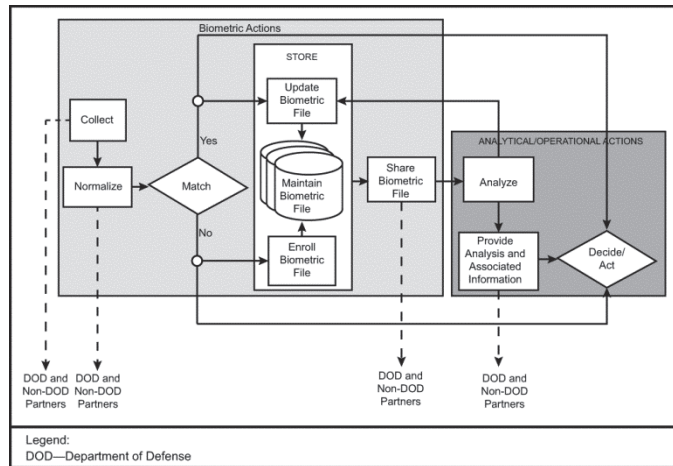 Biometric Actions
STORE
Update
Biometric
File
Collect
Yes
ANALYTICAL/OPERATIONAL ACTIONS
Normalize
Match
Maintain
Biometric
File
Share
Biometric
File
Analyze
No
Enroll
Biometric
File
Provide
Analysis and
Associated
Information
Decide/
Act
DOD and
Non-DOD
Partners
DOD and
Non-DOD
Partners
DOD and
Non-DOD
Partners
DOD and
Non-DOD
Partners
Legend:
DOD—Department of Defense